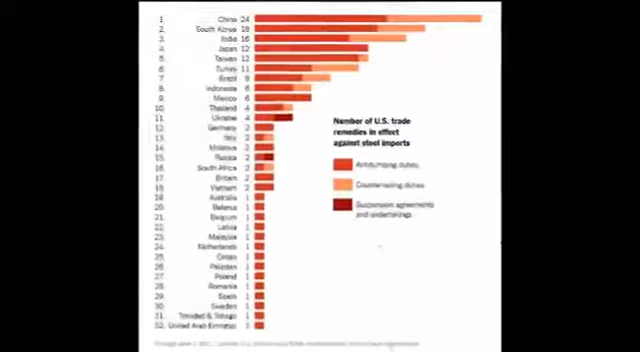 1. China 24
2. South Korea 18
3. India 16
4. Japan 12
5. Taiwan 12
6. Turkey 11
7. Brazil 8
8. Indonesia 6
9. Mexico 6
10. Thailand 4
11. Ukraine 4
12. Germany 2
13. Italy 2
14. Moldova 2
15. Russia 2
16. South Africa 2
17. Britain 2
18. Vietnam 2
19. Australia 1
20. Belarus 1
21. Belgium 1
22. Latvia 1
23. Malaysia 1
24. Netherlands 1
25. Oman 1
26. Pakistan 1
27. Poland 1
28. Romania 1
29. Spain 1
30. Sweden 1
31. Trinidad & Tobago 1
32. United Arab Emirates 1
Number of U.S. trade
remedies in effect
against steel imports
Antidumping duties
Countervailing duties
Suspension agreements
and undertakings